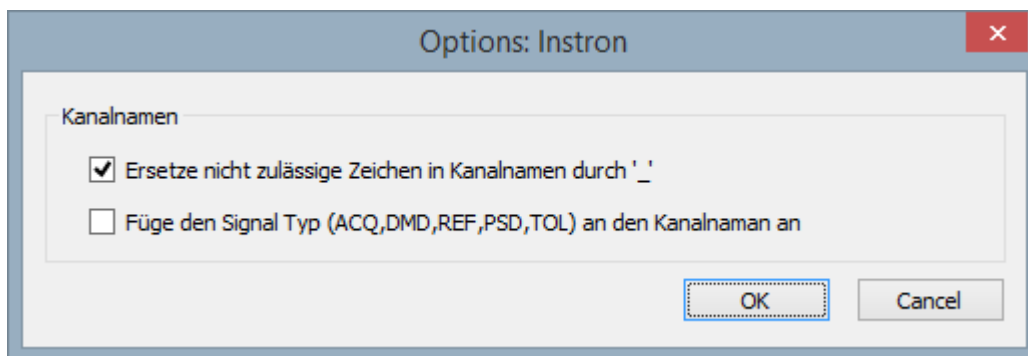 Options: Instron
Kanalnamen
Ersetze nicht zulässige Zeichen in Kanalnamen durch '_'
Füge den Signal Typ (ACQ,DMD,REF,PSD,TOL) an den Kanalnaman an
OK Cancel